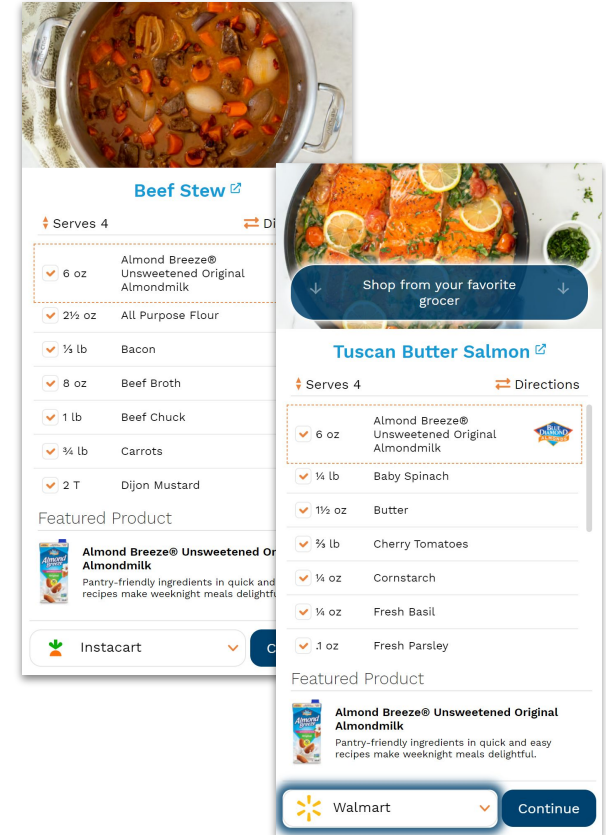 Beef Stew
Serves 4
Di
6 oz
Almond Breeze®
Unsweetened Original
Almondmilk
2½ oz All Purpose Flour
⅓ lb Bacon
8 oz Beef Broth
1 lb Beef Chuck
¾ lb Carrots
2 T Dijon Mustard
Featured Product
Almond Breeze® Unsweetened Or
Almondmilk
Pantry-friendly ingredients in quick and
recipes make weeknight meals delightfu
Instacart
C
Shop from your favorite
grocer
Tuscan Butter Salmon
Serves 4
Directions
6 oz
Almond Breeze®
Unsweetened Original
Almondmilk
BLUE
DIAMOND
ALMONDS
¼ lb Baby Spinach
1½ oz Butter
⅔ lb Cherry Tomatoes
¼ oz Cornstarch
¼ oz Fresh Basil
.1 oz Fresh Parsley
Featured Product
Almond Breeze® Unsweetened Original
Almondmilk
Pantry-friendly ingredients in quick and easy
recipes make weeknight meals delightful.
Walmart
Continue